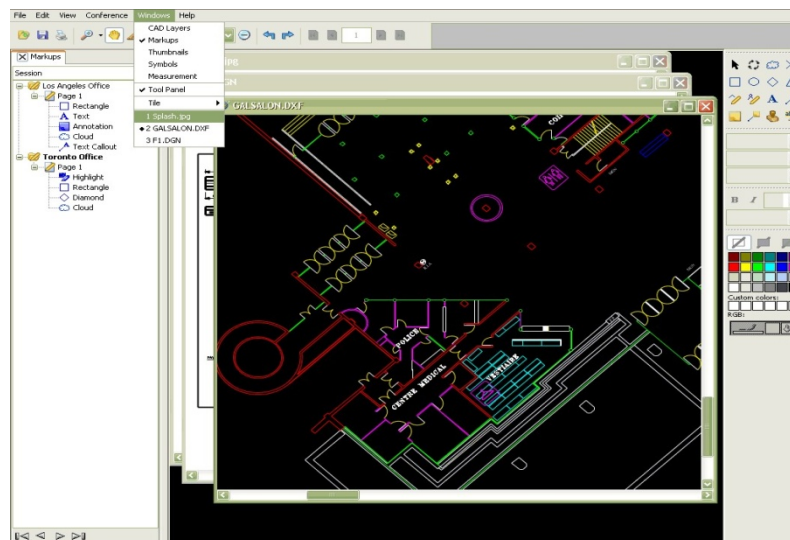 File Edit View Conference Windows Help
1
CAD Layers
Markups
Thumbnails
Symbols
Measurement
Tool Panel
Tile
1 Splash.jpg
2 GALSALON.DXF
3 F1.DGN
Markups
Session
Los Angeles Office
Page 1
Rectangle
Text
Annotation
Cloud
Text Callout
Toronto Office
Page 1
Highlight
Rectangle
Diamond
Cloud
GALSALON.DXF
POLICE
CENTRE MEDICAL
VESTIAIRE
A
B I
Custom colors:
RGB: